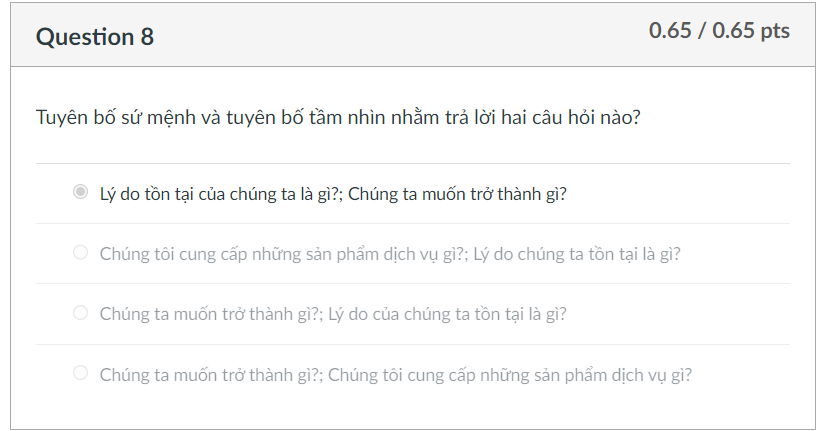 Question 8
0.65 / 0.65 pts
Tuyên bố sứ mệnh và tuyên bố tầm nhìn nhằm trả lời hai câu hỏi nào?
Lý do tồn tại của chúng ta là gì?; Chúng ta muốn trở thành gì?
Chúng tôi cung cấp những sản phẩm dịch vụ gì?; Lý do chúng ta tồn tại là gì?
Chúng ta muốn trở thành gì?; Lý do của chúng ta tồn tại là gì?
Chúng ta muốn trở thành gì?; Chúng tôi cung cấp những sản phẩm dịch vụ gì?